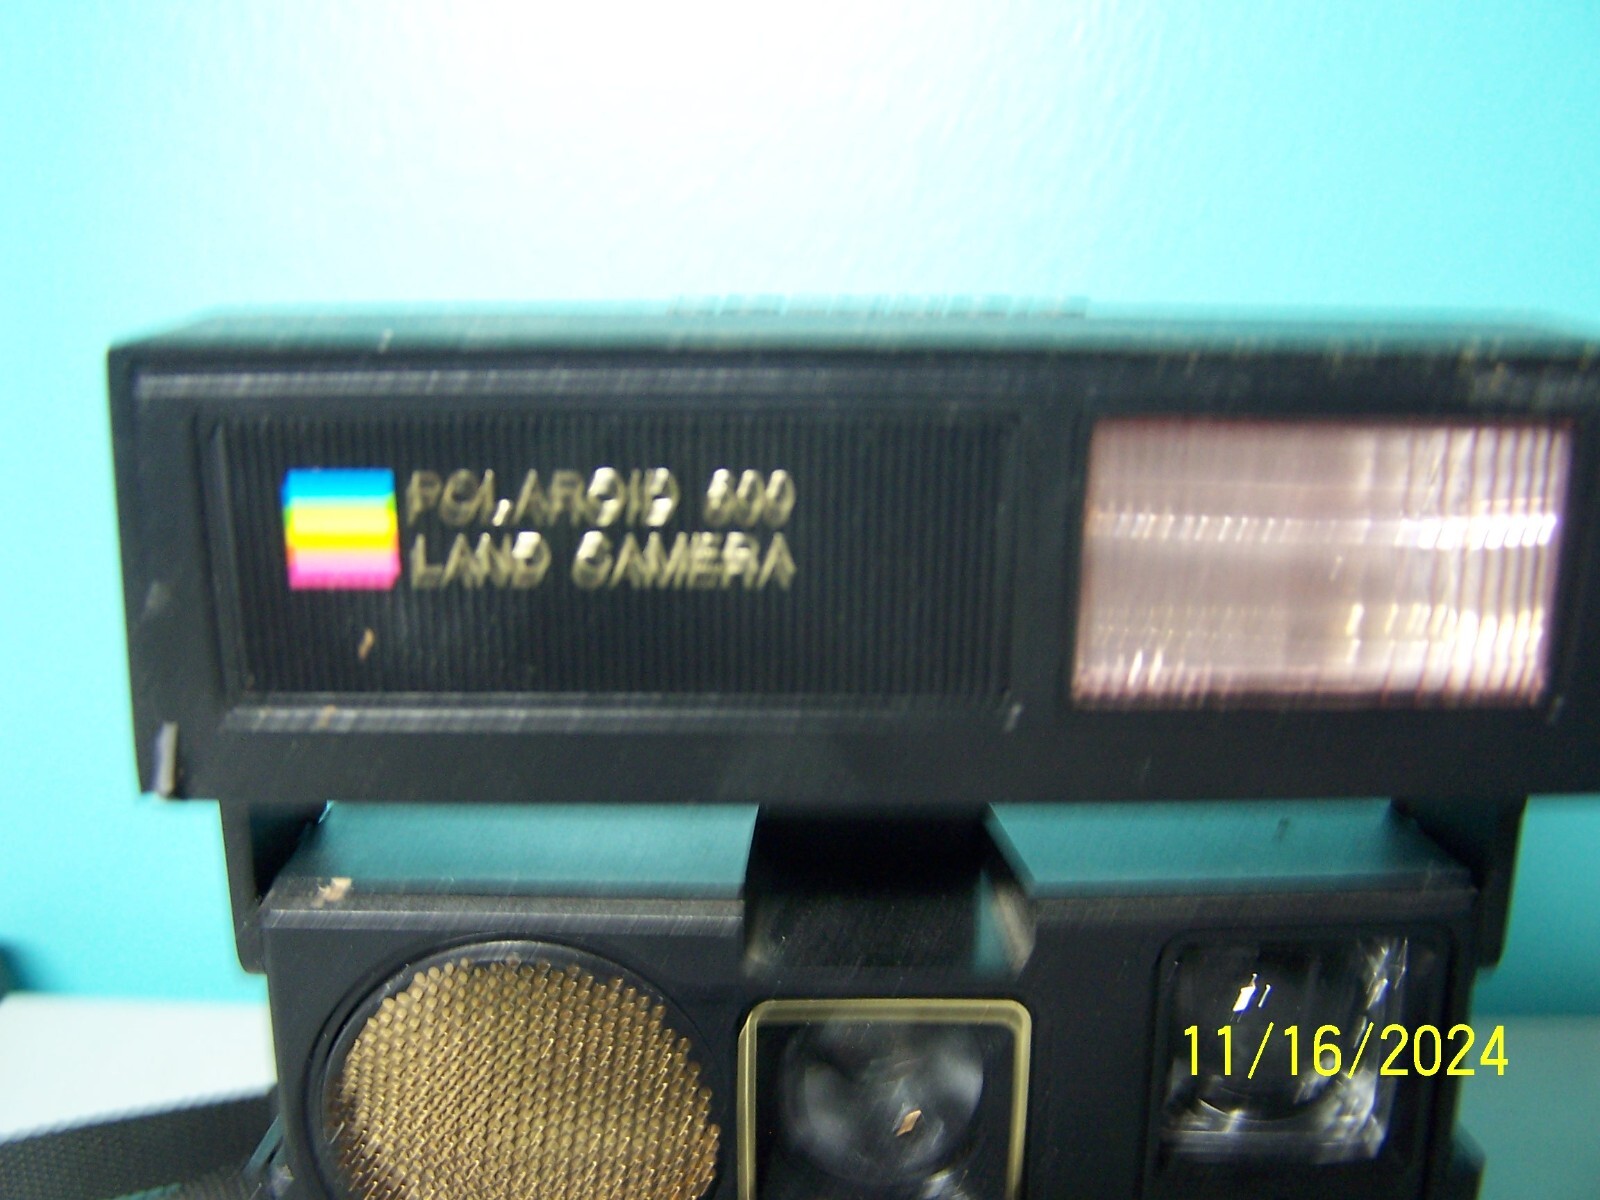 POLAROID 600
LAND CAMERA
11/16/2024